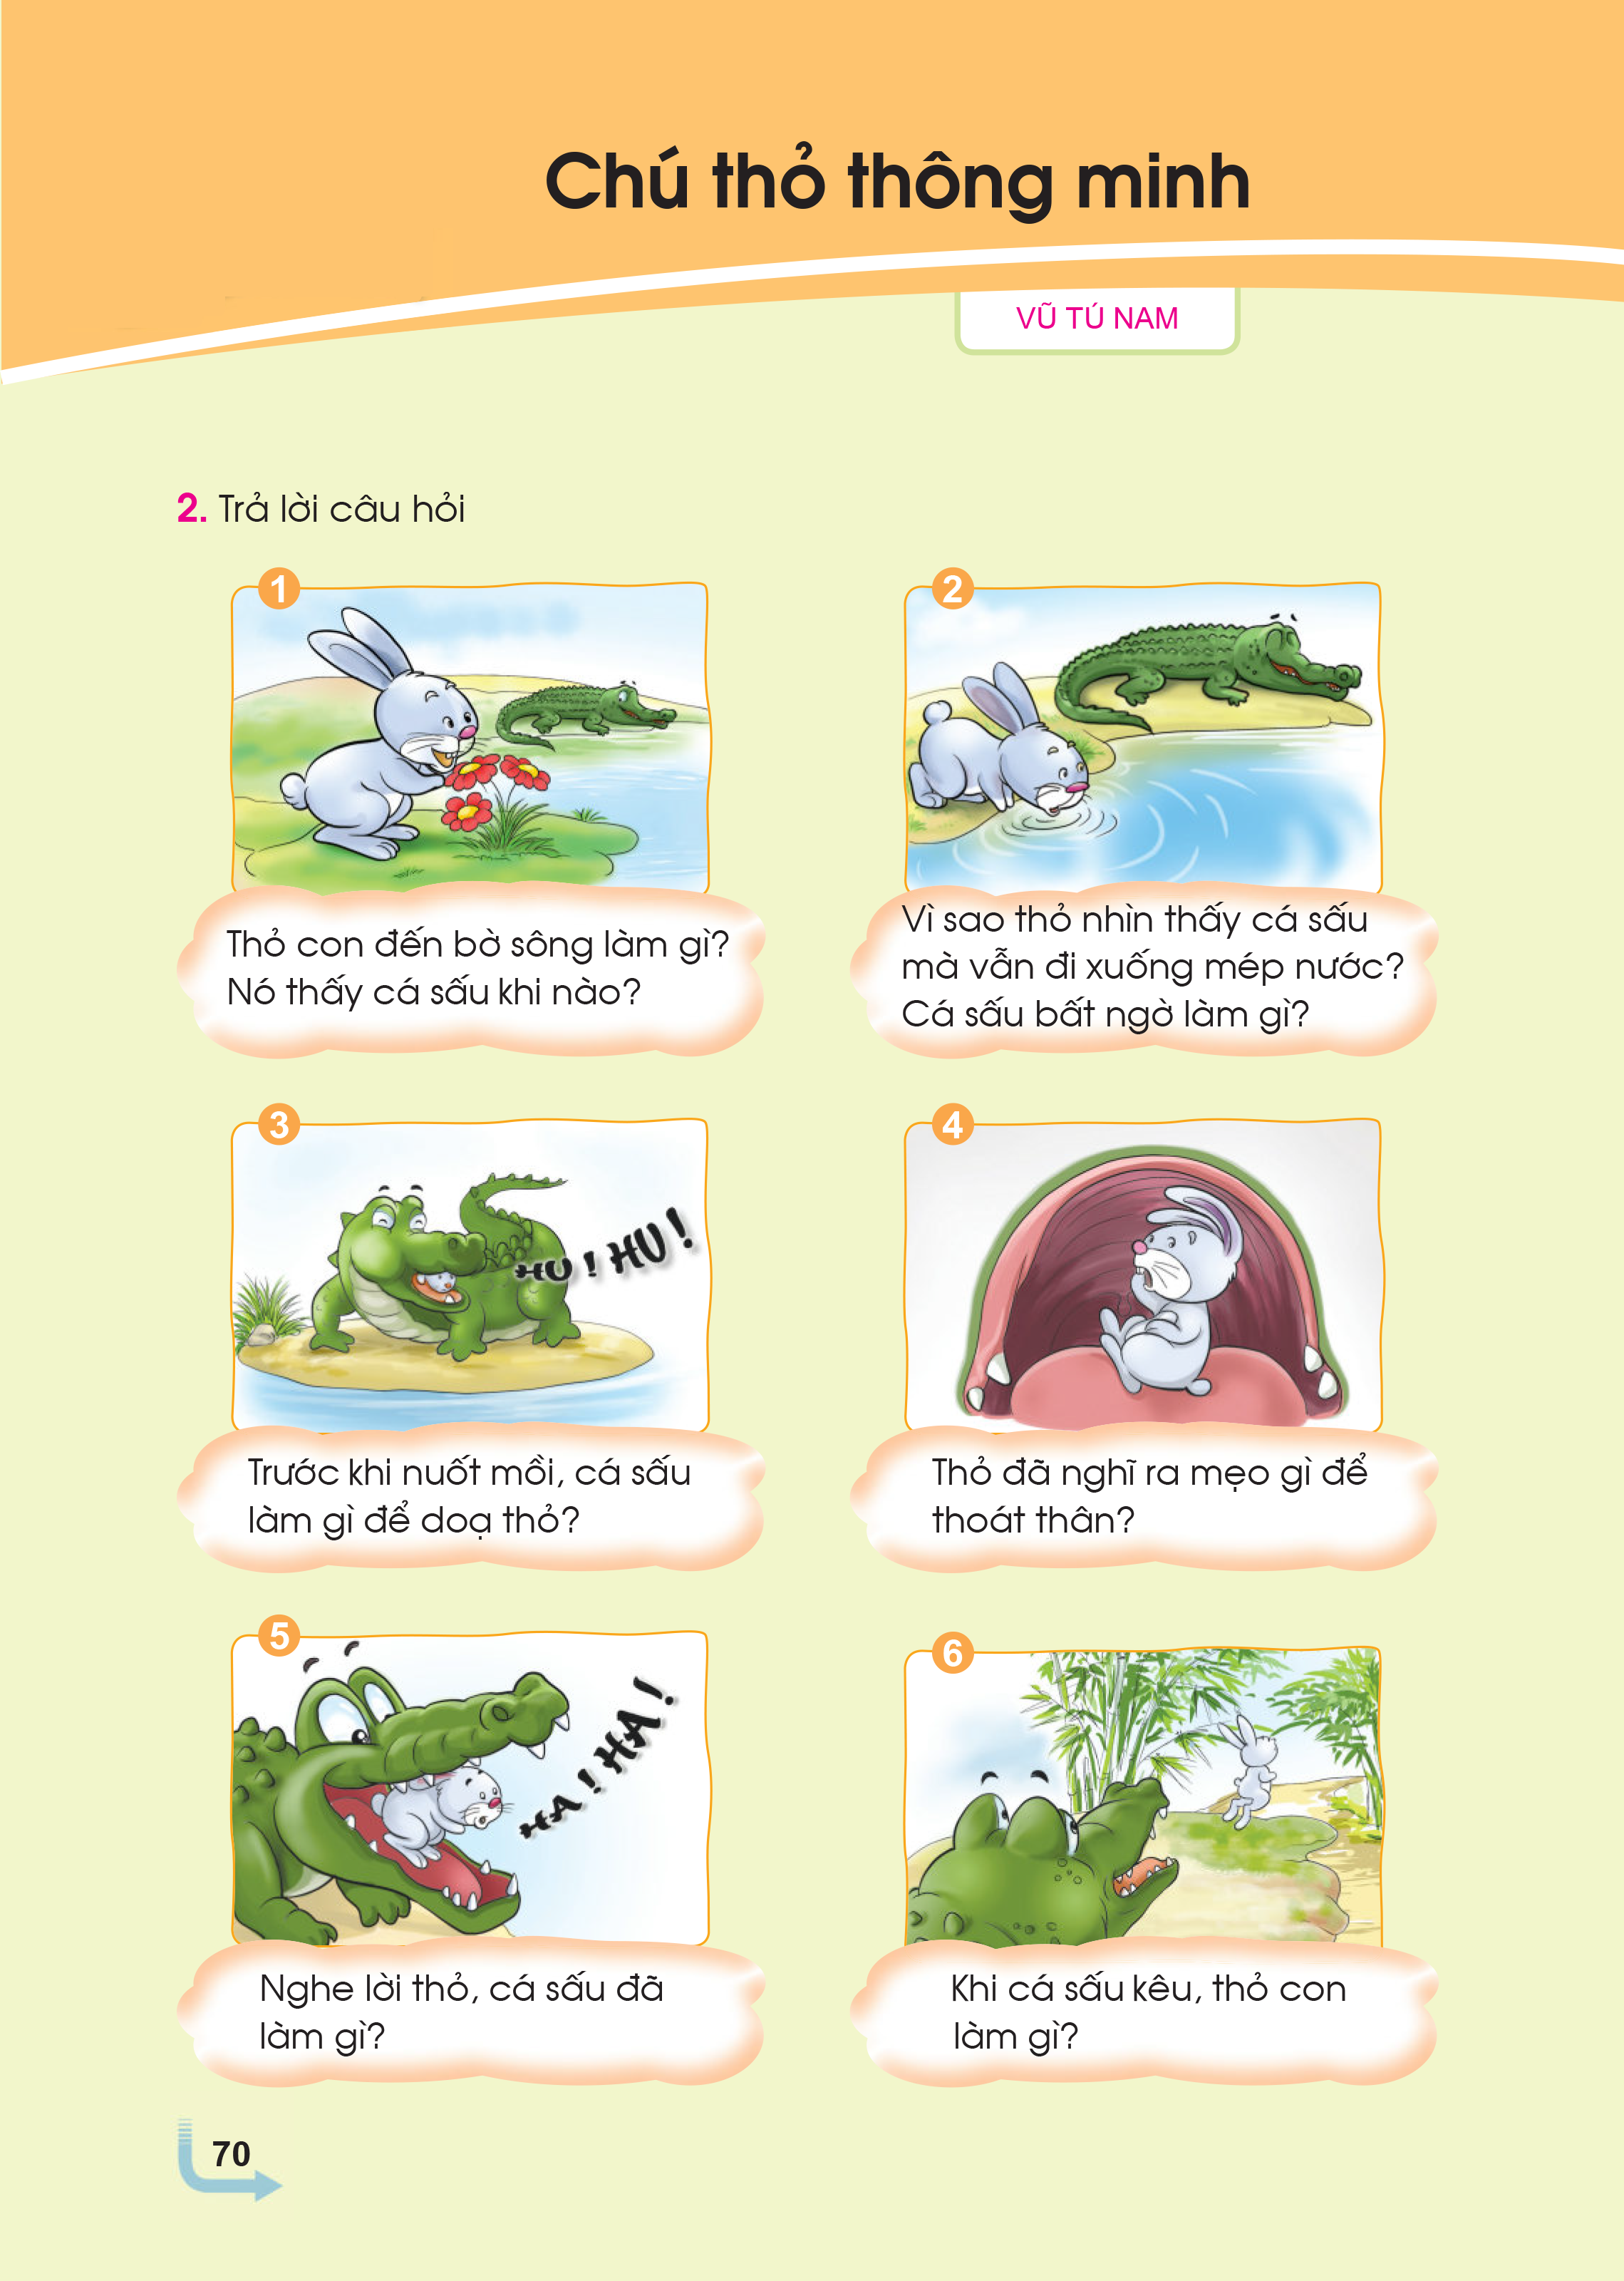 Chú thỏ thông minh
VŨ TÚ NAM
2. Trả lời câu hỏi
1
Thỏ con đến bờ sông làm gì?
Nó thấy cá sấu khi nào?
2
Vì sao thỏ nhìn thấy cá sấu
mà vẫn đi xuống mép nước?
Cá sấu bất ngờ làm gì?
3
HU ! HU !
Trước khi nuốt mồi, cá sấu
làm gì để doạ thỏ?
4
Thỏ đã nghĩ ra mẹo gì để
thoát thân?
5
HA ! HA !
Nghe lời thỏ, cá sấu đã
làm gì?
6
Khi cá sấu kêu, thỏ con
làm gì?
70